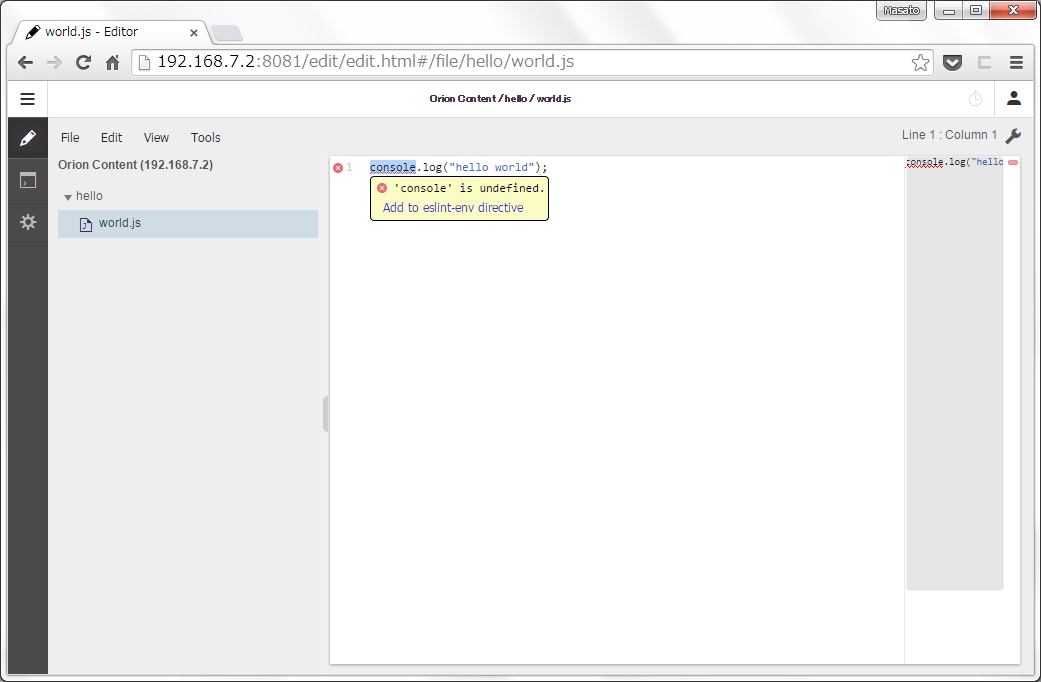 Masato
world.js - Editor
192.168.7.2:8081/edit/edit.html#/file/hello/world.js
Orion Content / hello / world.js
File Edit View Tools
Line 1 : Column 1
Orion Content (192.168.7.2)
hello
world.js
1 console.log("hello world");
'console' is undefined.
Add to eslint-env directive
console.log("hello